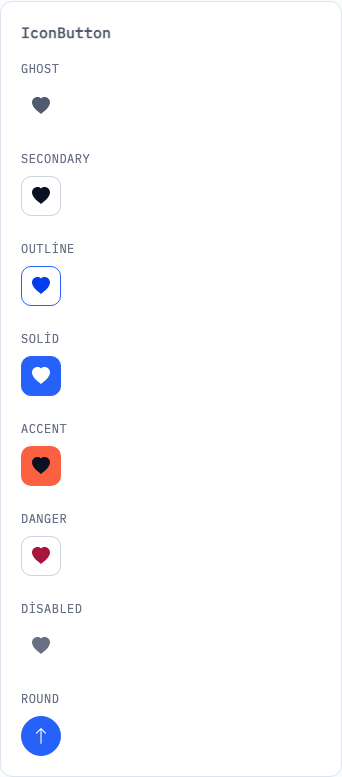 IconButton
GHOST
SECONDARY
OUTLİNE
SOLİD
ACCENT
DANGER
DİSABLED
ROUND